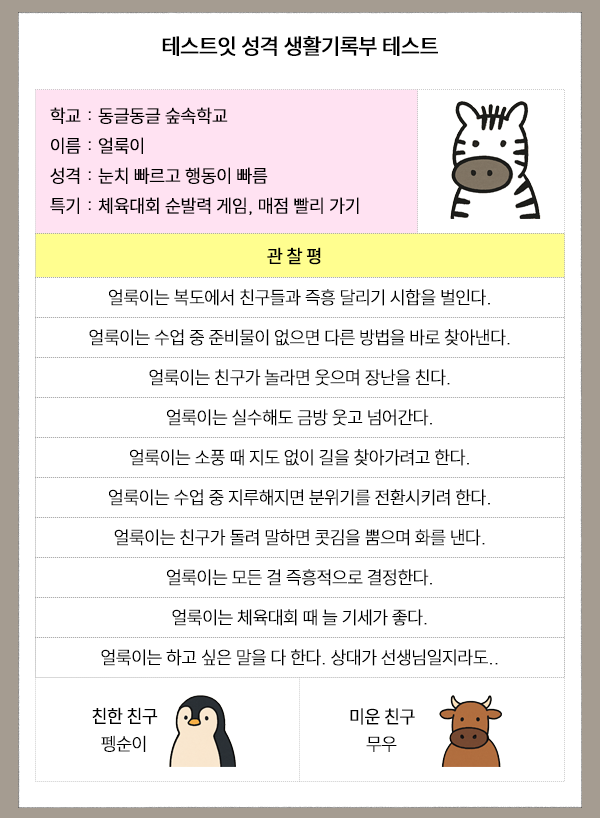 테스트잇 성격 생활기록부 테스트
학교 : 동글동글 숲속학교
이름 : 얼룩이
성격 : 눈치 빠르고 행동이 빠름
특기 : 체육대회 순발력 게임, 매점 빨리 가기
관 찰 평
얼룩이는 복도에서 친구들과 즉흥 달리기 시합을 벌인다.
얼룩이는 수업 중 준비물이 없으면 다른 방법을 바로 찾아낸다.
얼룩이는 친구가 놀라면 웃으며 장난을 친다.
얼룩이는 실수해도 금방 웃고 넘어간다.
얼룩이는 소풍 때 지도 없이 길을 찾아가려고 한다.
얼룩이는 수업 중 지루해지면 분위기를 전환시키려 한다.
얼룩이는 친구가 돌려 말하면 콧김을 뿜으며 화를 낸다.
얼룩이는 모든 걸 즉흥적으로 결정한다.
얼룩이는 체육대회 때 늘 기세가 좋다.
얼룩이는 하고 싶은 말을 다 한다. 상대가 선생님일지라도..
친한 친구
펭순이
미운 친구
무우